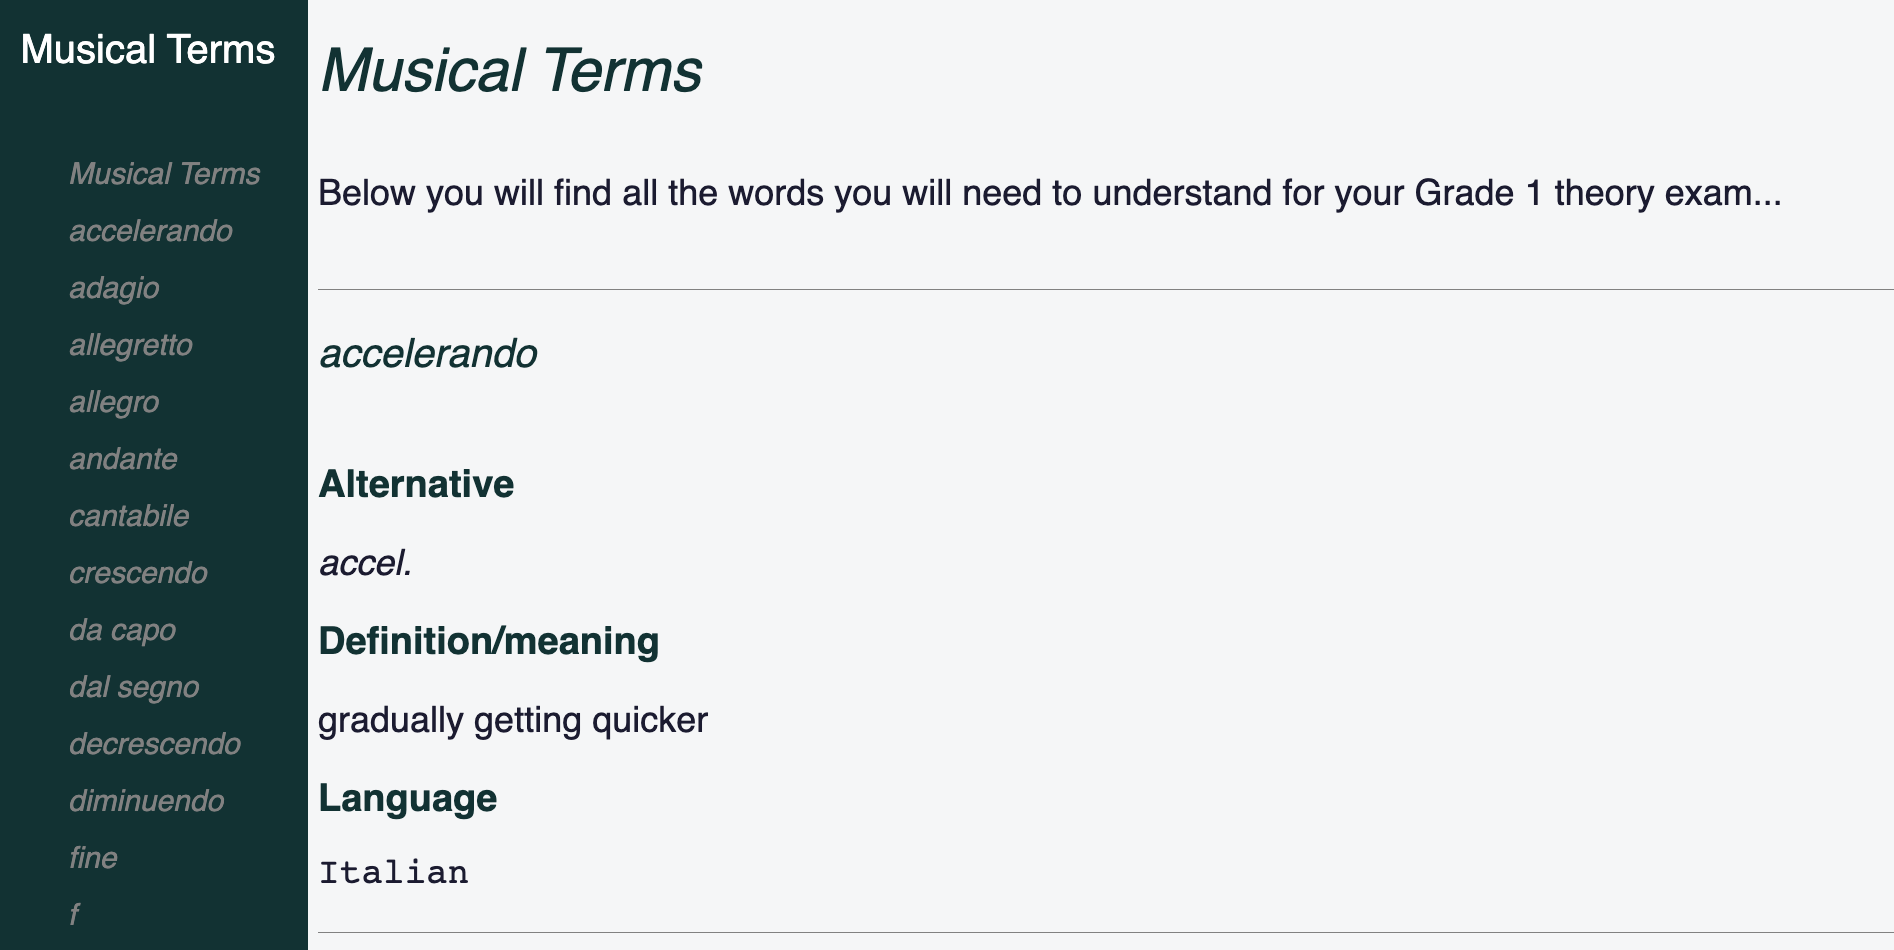 Musical Terms
Musical Terms
accelerando
adagio
allegretto
allegro
andante
cantabile
crescendo
da capo
dal segno
decrescendo
diminuendo
fine
f
Musical Terms
Below you will find all the words you will need to understand for your Grade 1 theory exam...
accelerando
Alternative
accel.
Definition/meaning
gradually getting quicker
Language
Italian